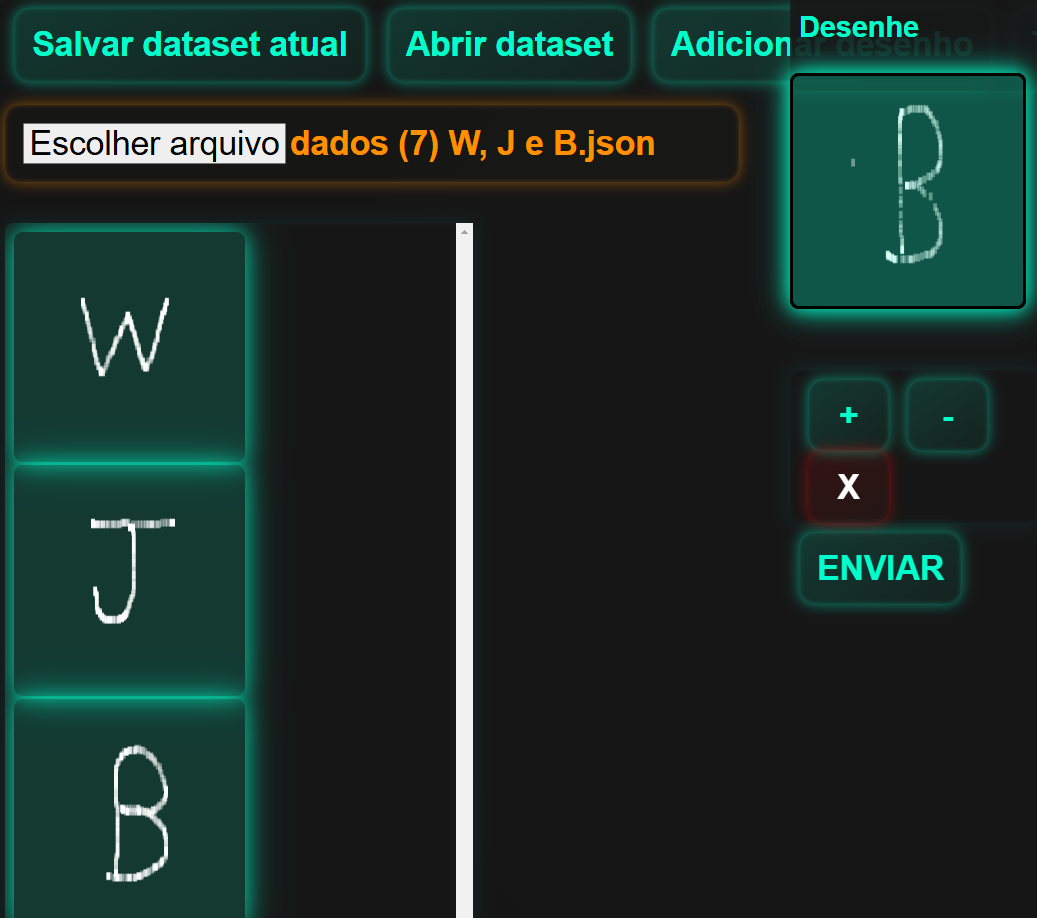 Salvar dataset atual
Abrir dataset
Adicionar desenho
Desenhe
Escolher arquivo dados (7) W, J e B.json
B
W
J
B
+
-
X
ENVIAR